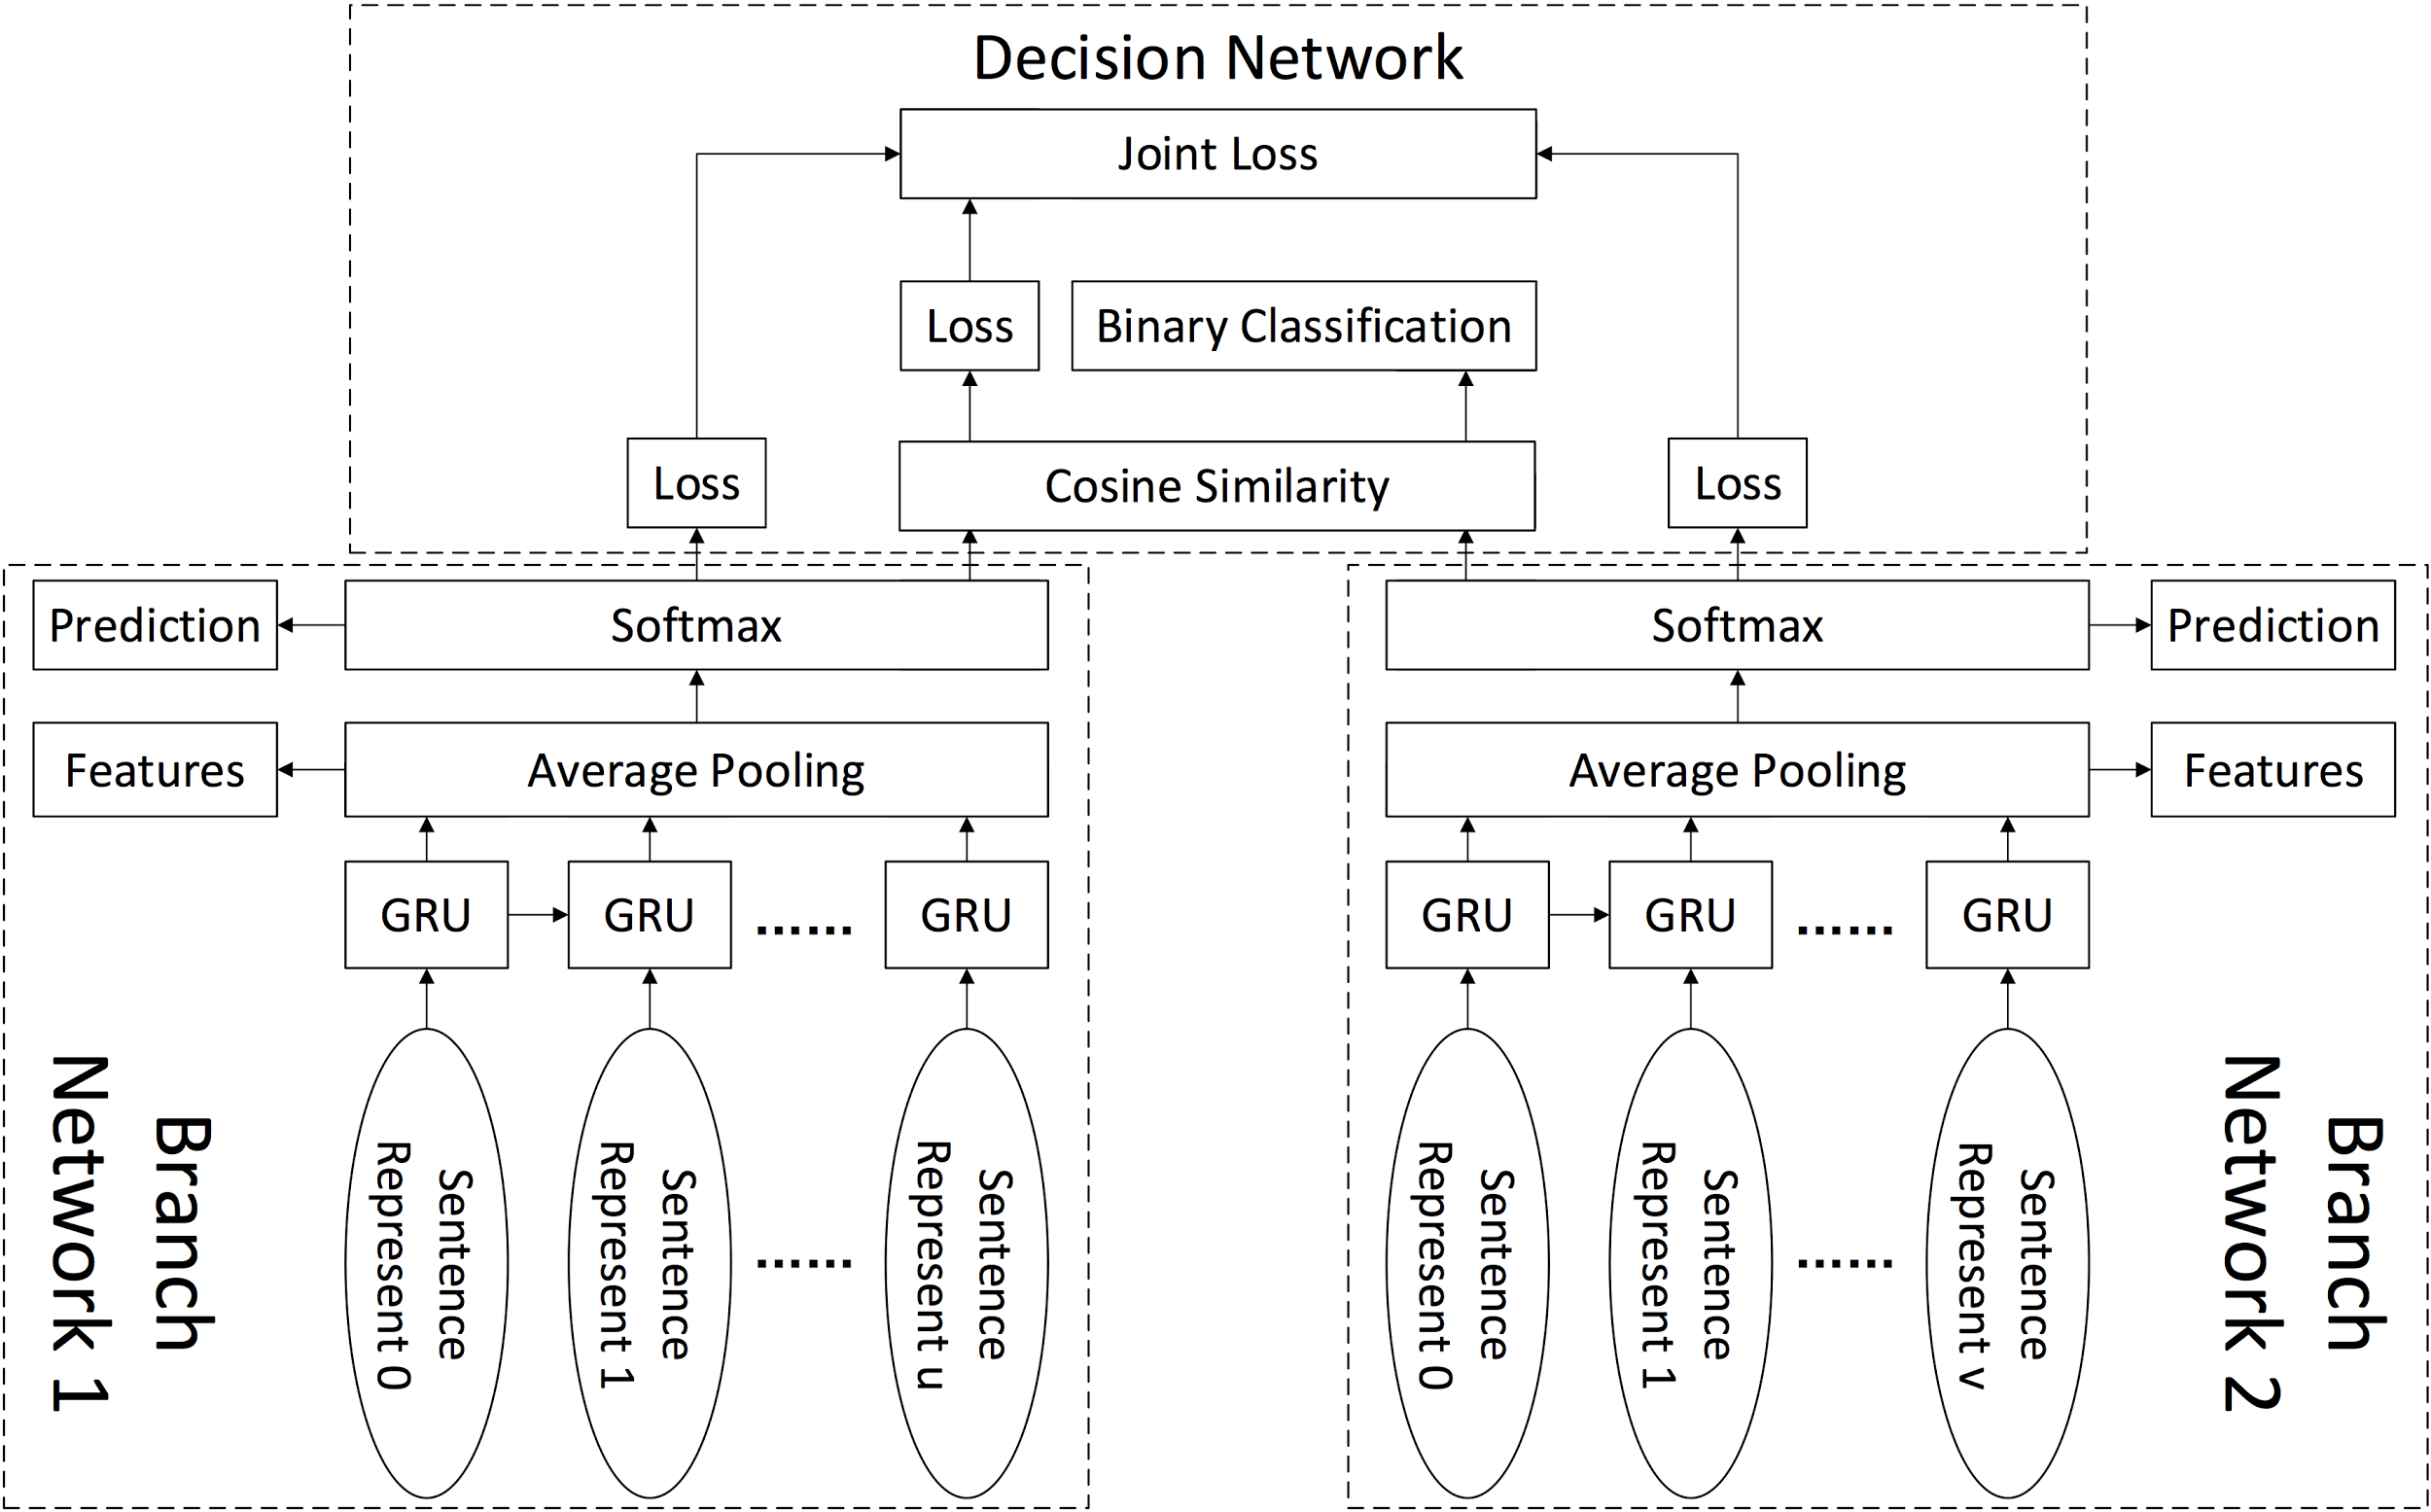 Decision Network
Joint Loss
Loss
Binary Classification
Loss
Cosine Similarity
Loss
Prediction
Softmax
Softmax
Prediction
Features
Average Pooling
Average Pooling
Features
GRU
GRU
......
GRU
GRU
GRU
......
GRU
Branch
Network 1
Sentence
Represent 0
Sentence
Represent 1
......
Sentence
Represent u
Sentence
Represent 0
Sentence
Represent 1
......
Sentence
Represent v
Branch
Network 2